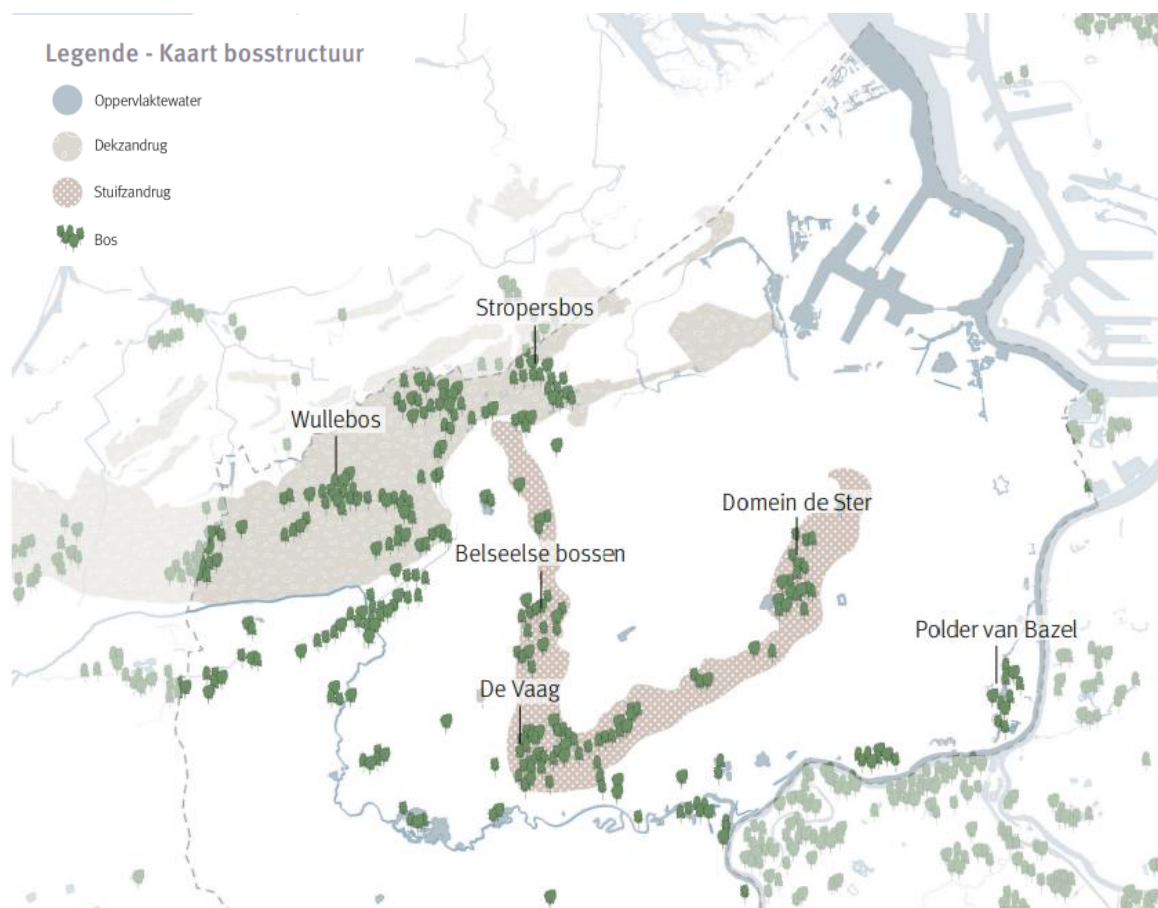 Legende - Kaart bosstructuur
Oppervlaktewater
Dekzandrug
Stuifzandrug
Bos
Stropersbos
Wullebos
Domein de Ster
Belseelse bossen
Polder van Bazel
De Vaag